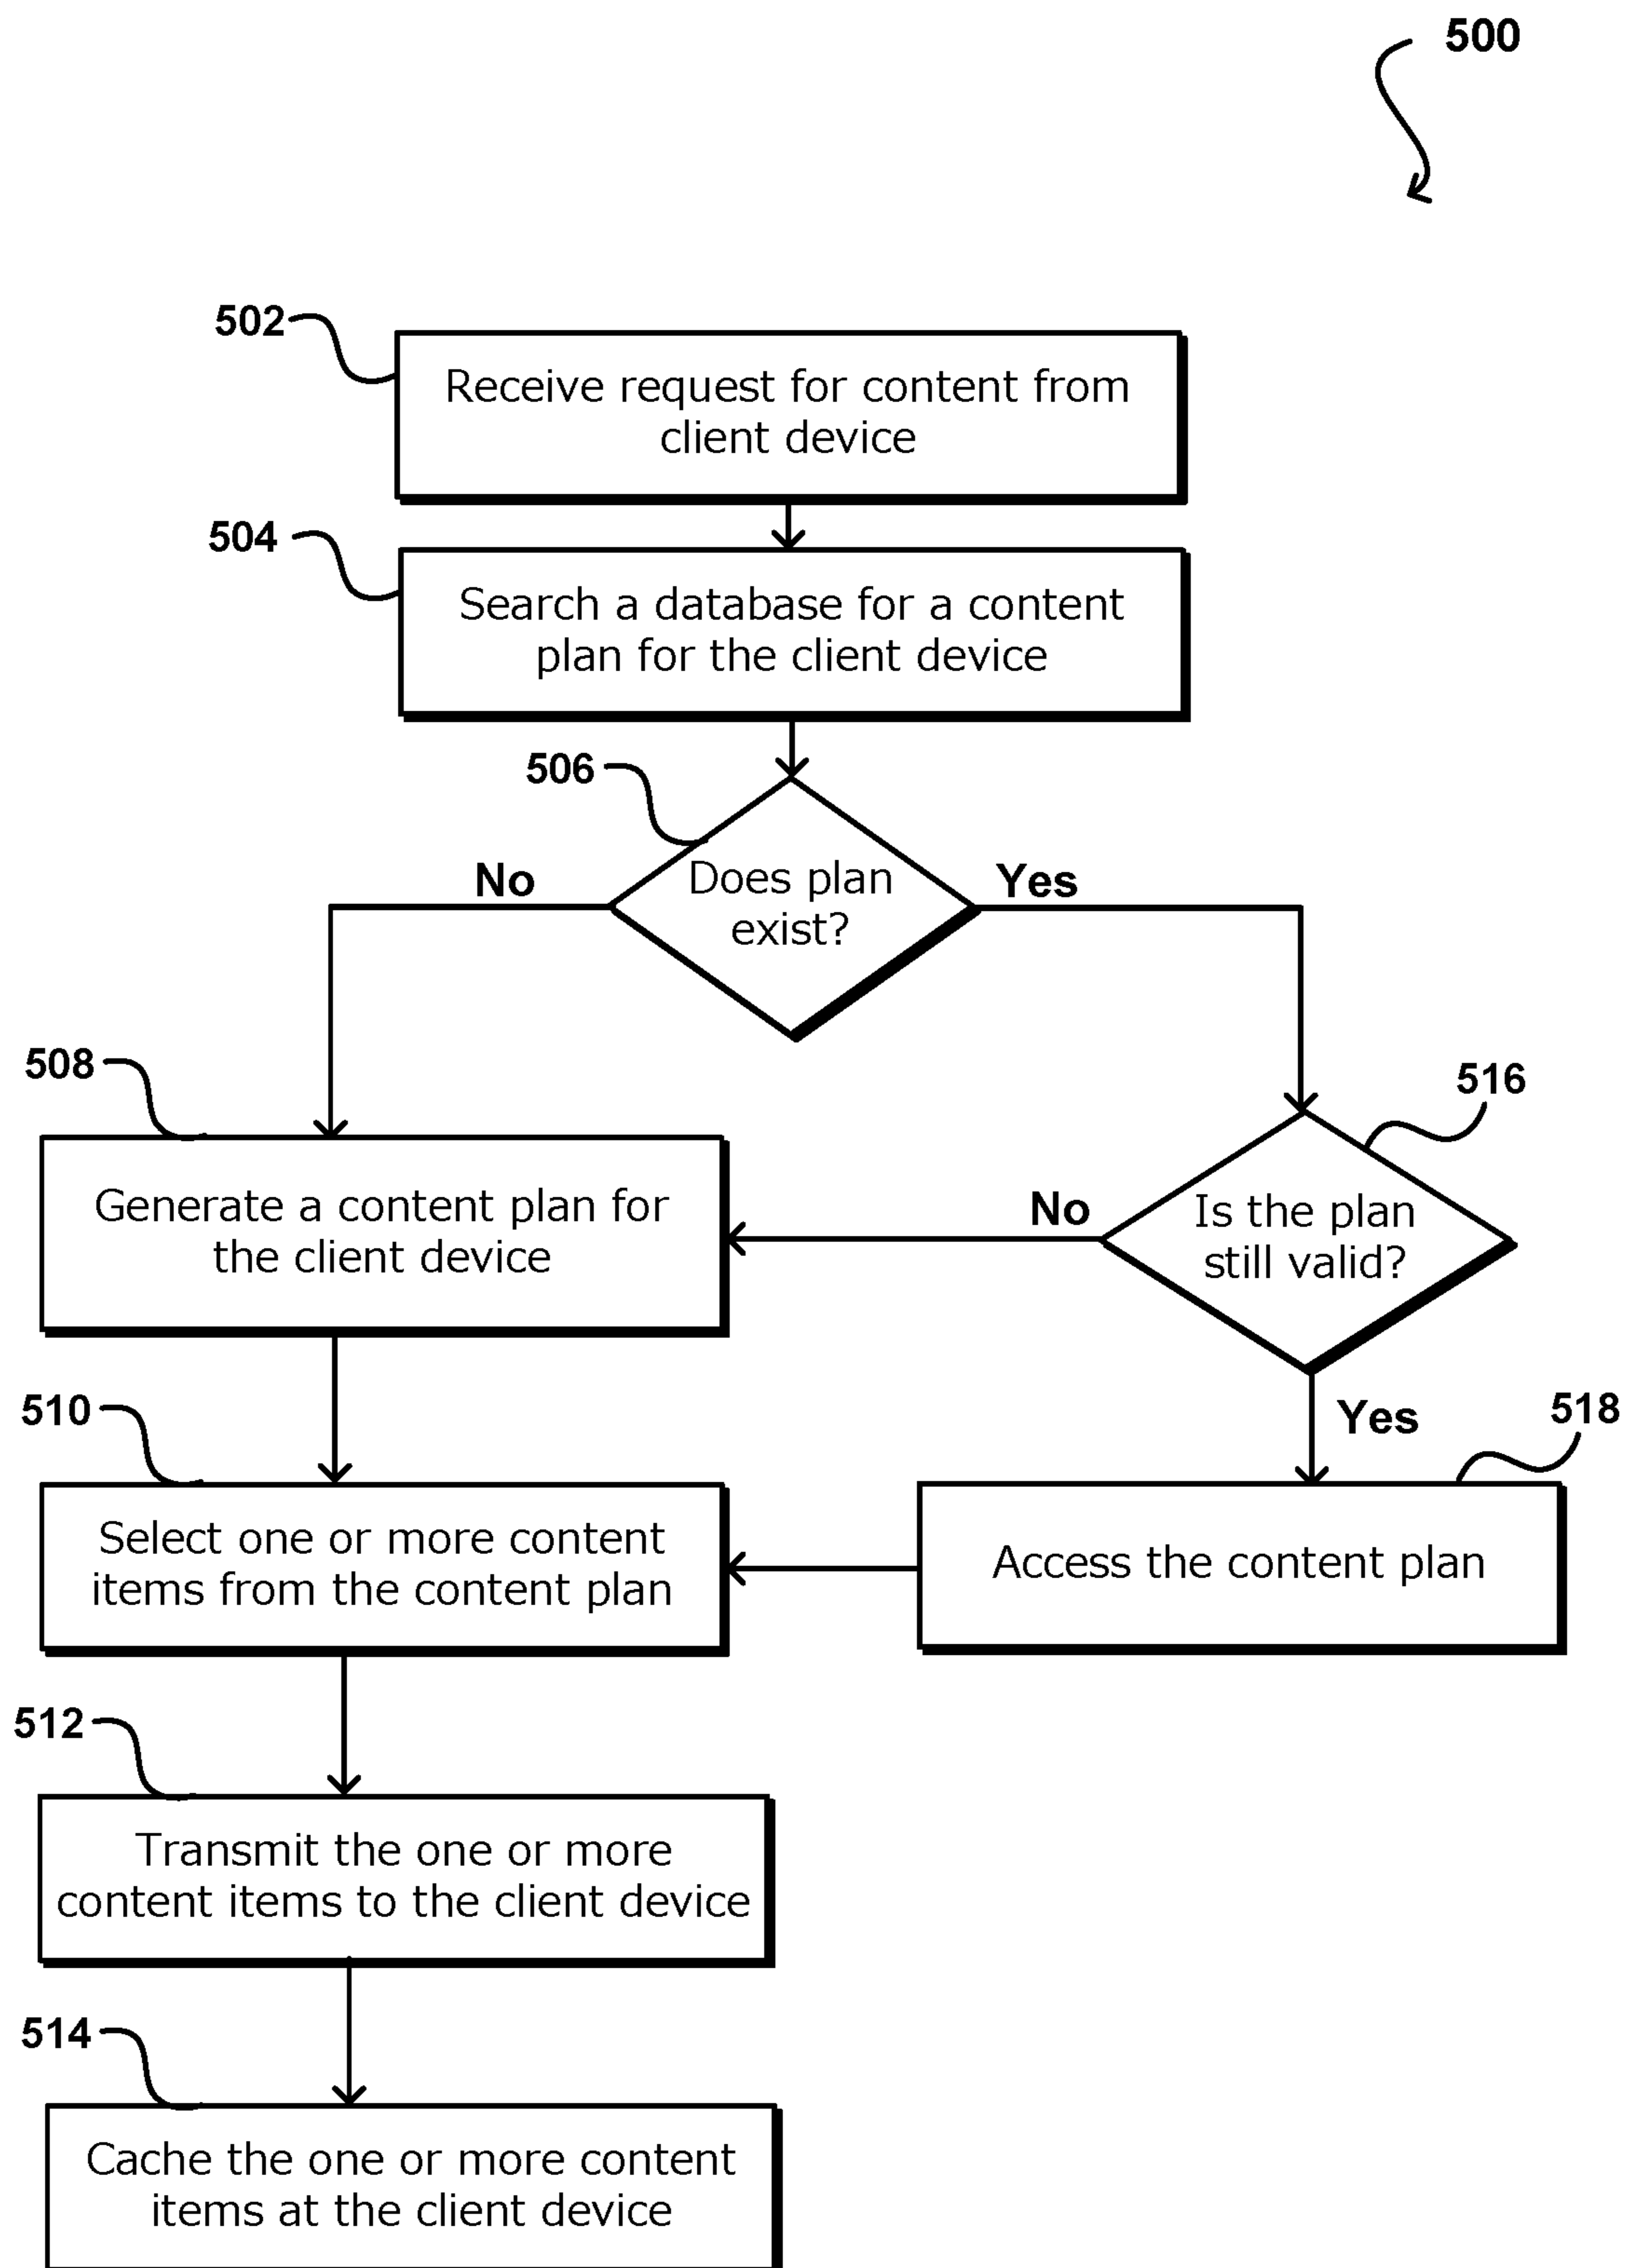 500
502
Receive request for content from
client device
504
Search a database for a content
plan for the client device
506
Does plan
exist?
No
Yes
508
Generate a content plan for
the client device
516
Is the plan
still valid?
No
Yes
510
Select one or more content
items from the content plan
518
Access the content plan
512
Transmit the one or more
content items to the client device
514
Cache the one or more content
items at the client device